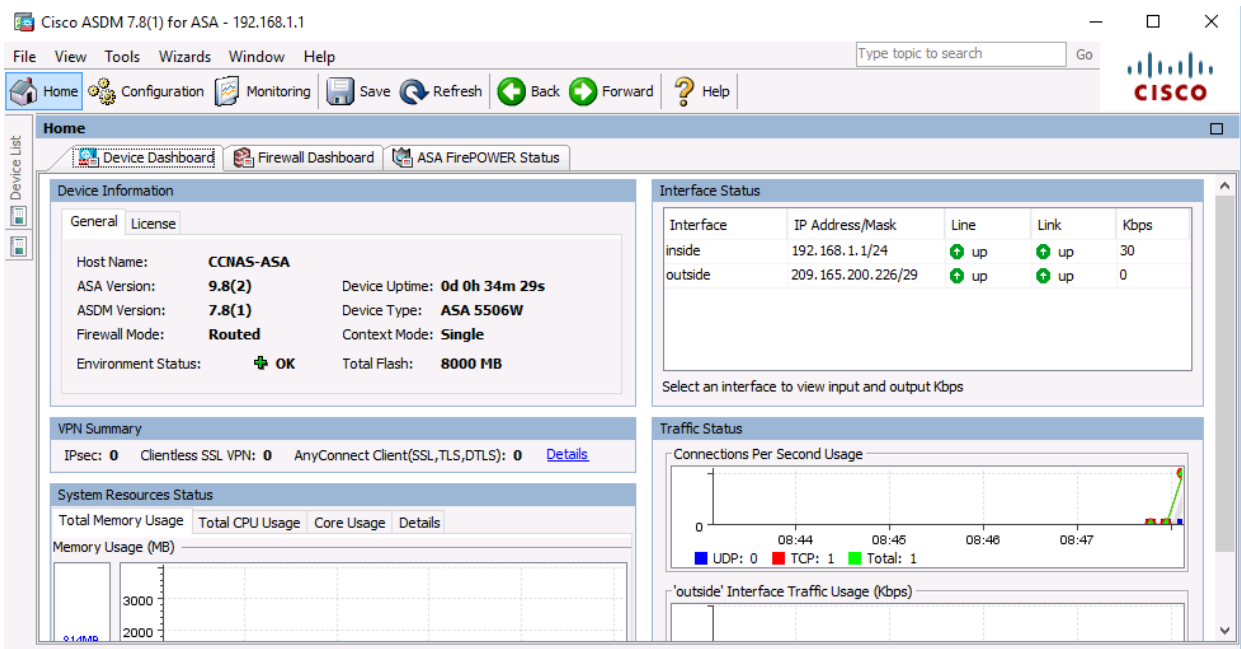 Cisco ASDM 7.8(1) for ASA - 192.168.1.1
File View Tools Wizards Window Help
Type topic to search Go
Home Configuration Monitoring Save Refresh Back Forward Help
CISCO
Device List
Home
Device Dashboard Firewall Dashboard ASA FirePOWER Status
Device Information
General License
Host Name: CCNAS-ASA
ASA Version: 9.8(2) Device Uptime: 0d 0h 34m 29s
ASDM Version: 7.8(1) Device Type: ASA 5506W
Firewall Mode: Routed Context Mode: Single
Environment Status: OK Total Flash: 8000 MB
Interface Status
Interface IP Address/Mask Line Link Kbps
inside 192.168.1.1/24 up up 30
outside 209.165.200.226/29 up up 0
Select an interface to view input and output Kbps
VPN Summary
IPsec: 0 Clientless SSL VPN: 0 AnyConnect Client(SSL,TLS,DTLS): 0 Details
System Resources Status
Total Memory Usage Total CPU Usage Core Usage Details
Memory Usage (MB)
3000
2000
814MB
Traffic Status
Connections Per Second Usage
0
08:44 08:45 08:46 08:47
UDP: 0 TCP: 1 Total: 1
'outside' Interface Traffic Usage (Kbps)